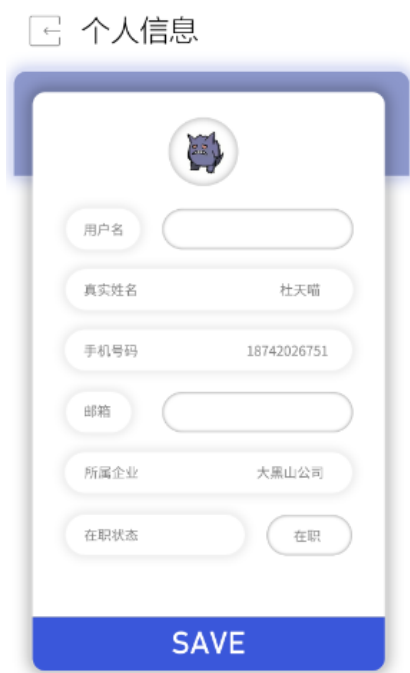 个人信息
用户名
真实姓名 杜天喵
手机号码 18742026751
邮箱
所属企业 大黑山公司
在职状态 在职
SAVE